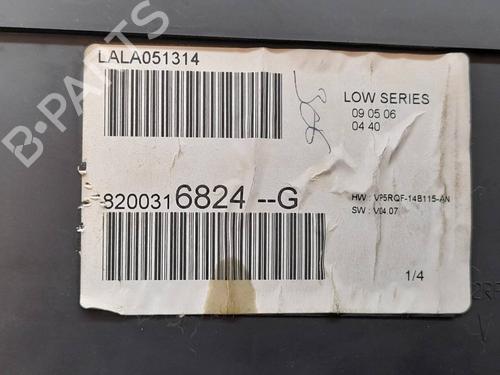 LALA051314
LOW SERIES
09 05 06
04 40
8200316824 --G
HW : VP5RQF-14B115-AN
SW : V04.07
1/4
B-PARTS